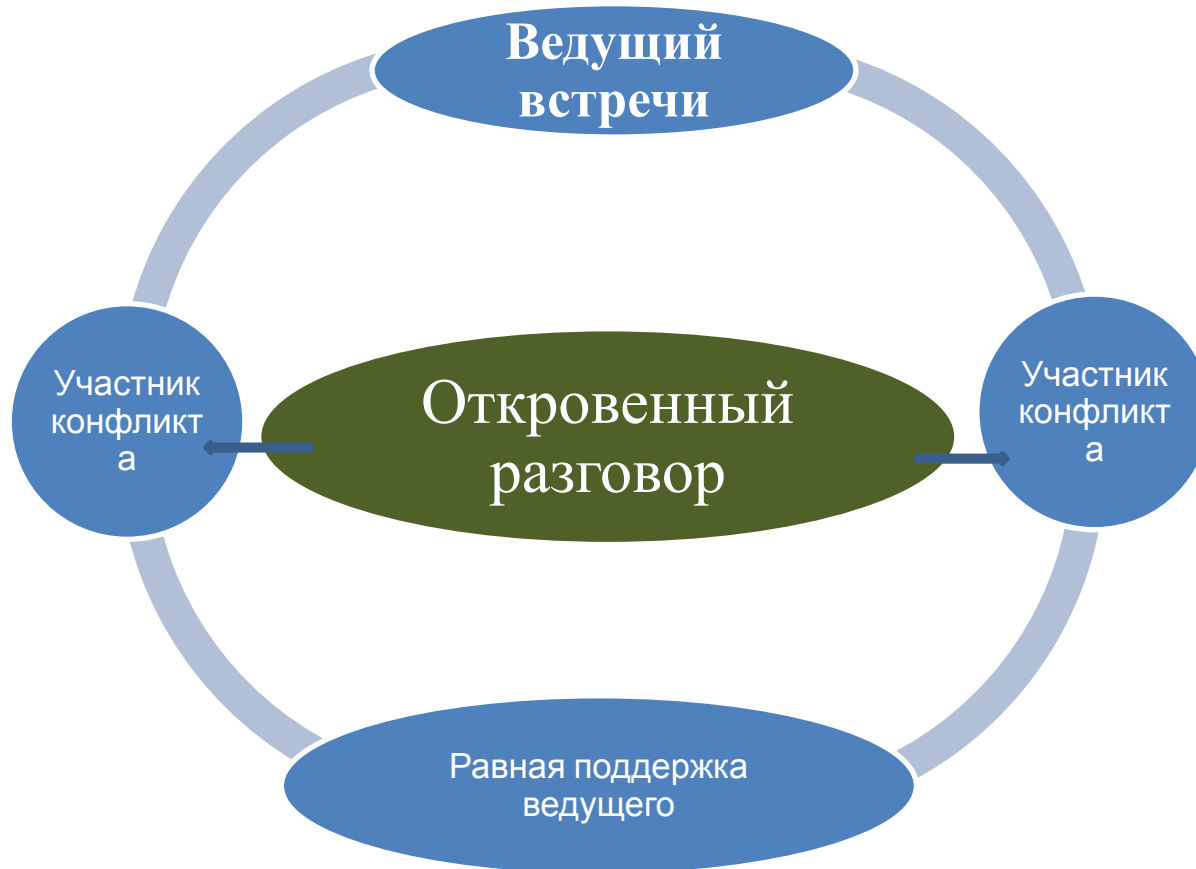 Ведущий
встречи
Участник
конфликт
а
Откровенный
разговор
Участник
конфликт
а
Равная поддержка
ведущего